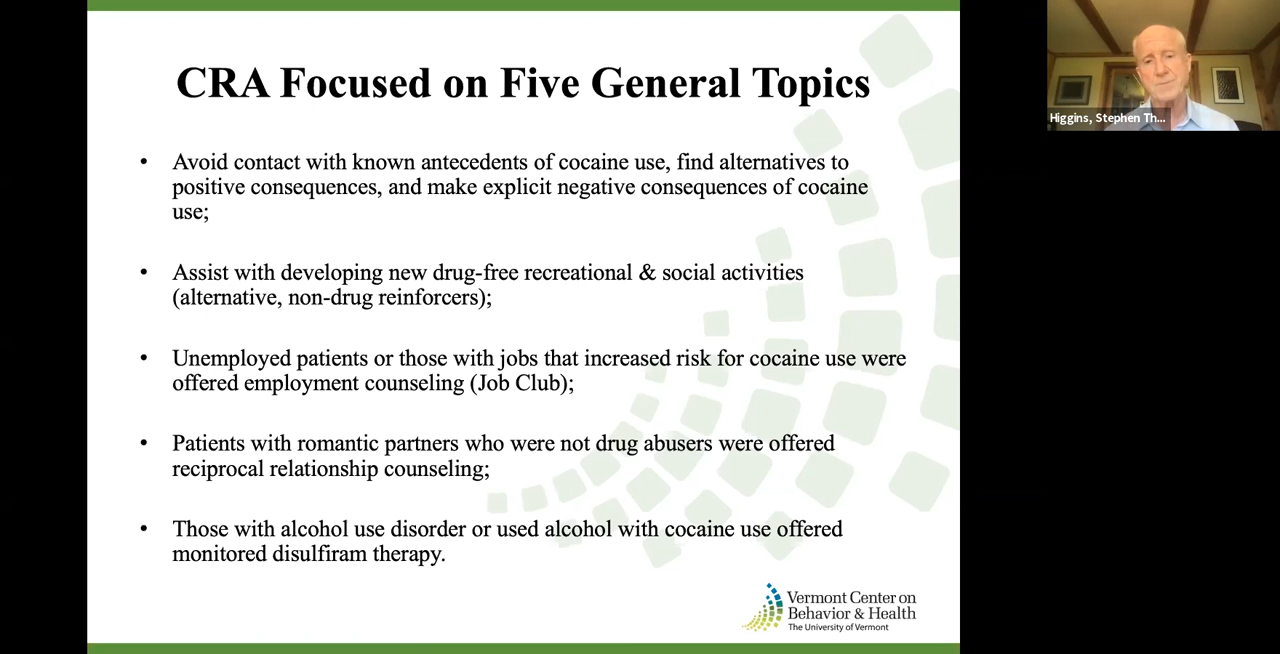 CRA Focused on Five General Topics
• Avoid contact with known antecedents of cocaine use, find alternatives to
positive consequences, and make explicit negative consequences of cocaine
use;
• Assist with developing new drug-free recreational & social activities
(alternative, non-drug reinforcers);
• Unemployed patients or those with jobs that increased risk for cocaine use were
offered employment counseling (Job Club);
• Patients with romantic partners who were not drug abusers were offered
reciprocal relationship counseling;
• Those with alcohol use disorder or used alcohol with cocaine use offered
monitored disulfiram therapy.
Vermont Center on
Behavior & Health
The University of Vermont
Higgins, Stephen Th...